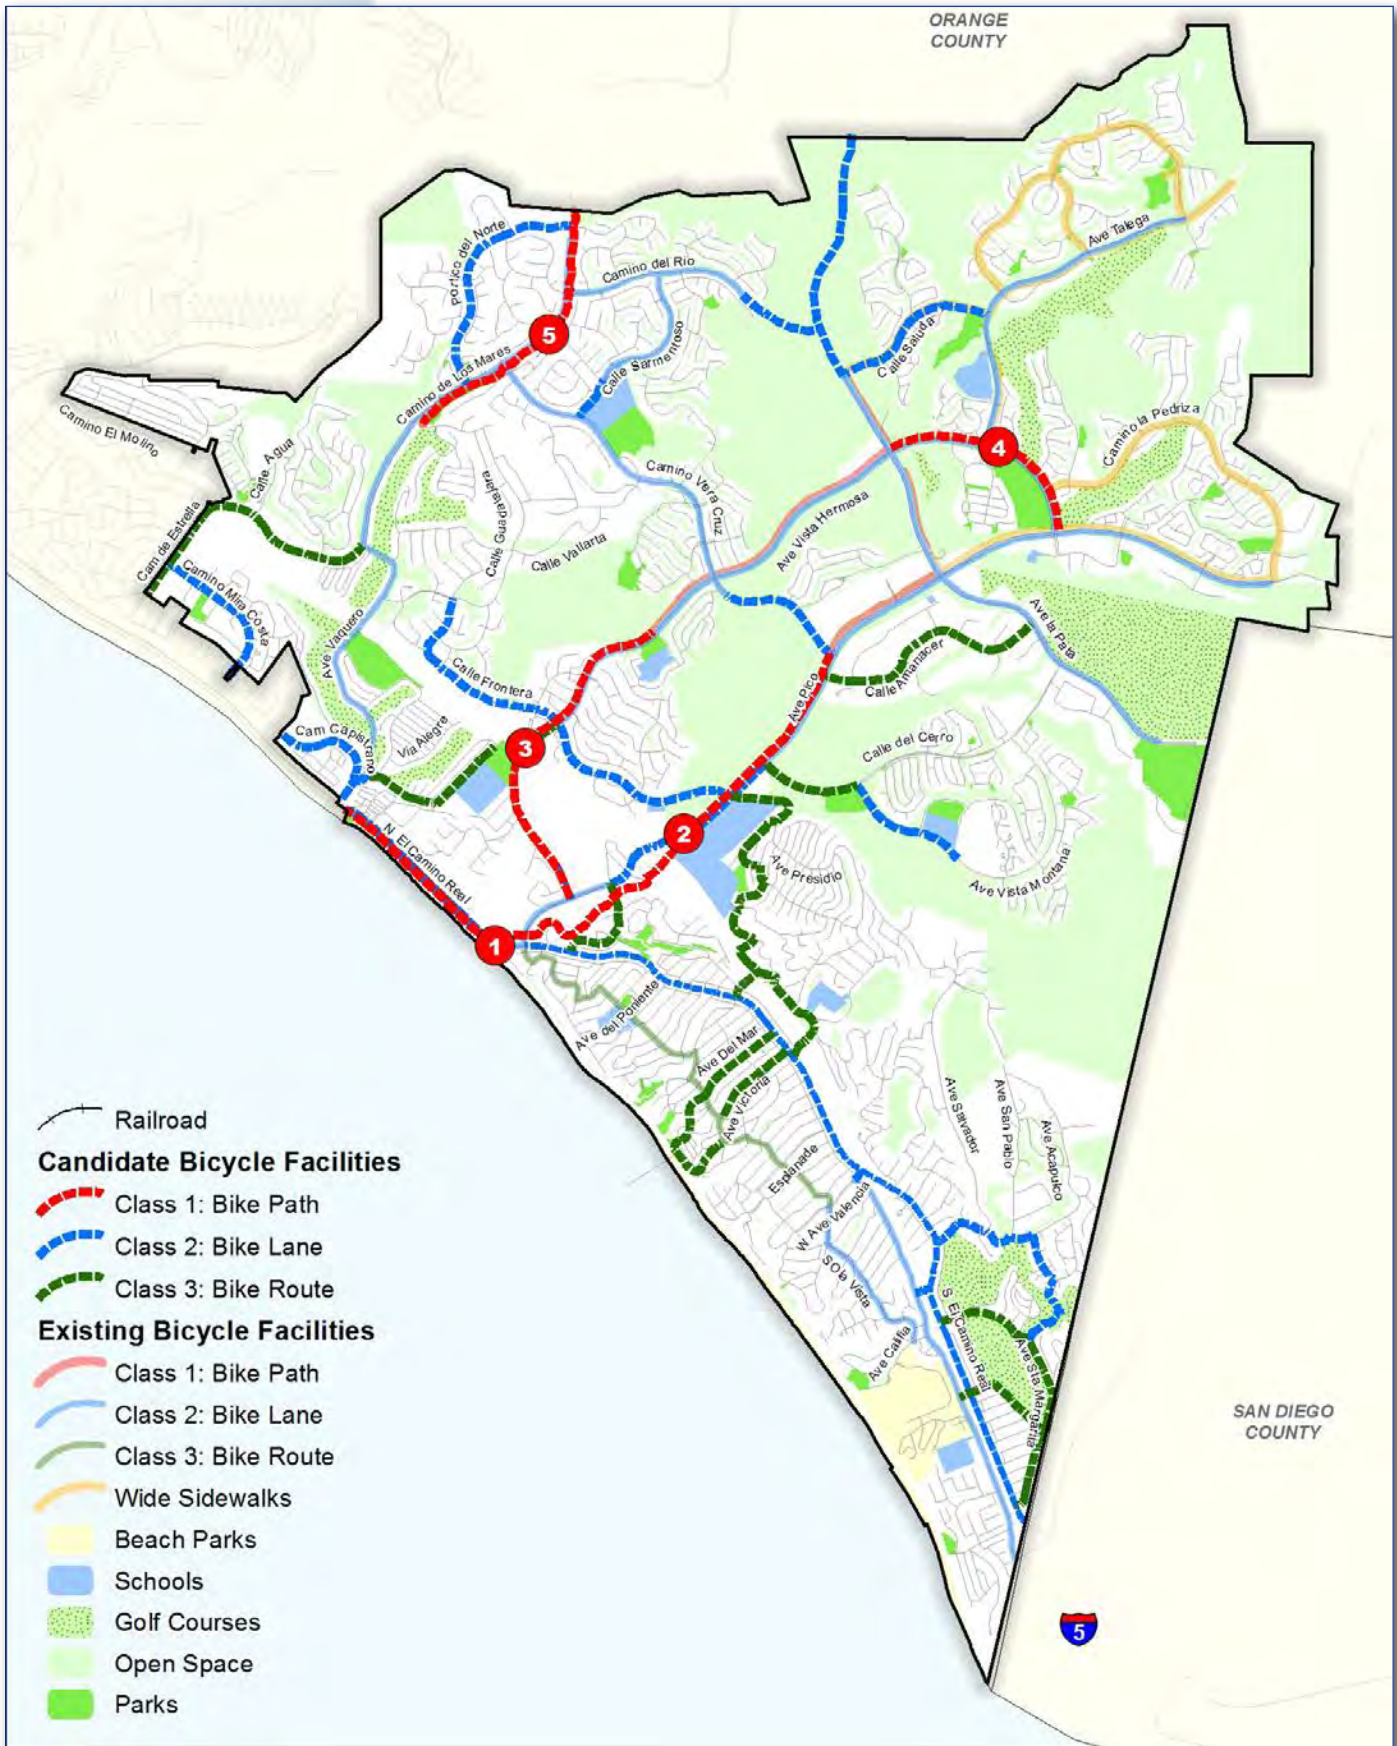 ORANGE
COUNTY
Portico del Norte
Camino del Rio
Ave Talega
5
Calle Saluda
Calle Sarmentoso
Camino de Los Mares
Camino El Molino
Calle Agua
4
Camino la Pedriza
Camino Vera Cruz
Calle Guadalajara
Ave Vista Hermosa
Cam de Estrella
Calle Vallarta
Camino Mira Costa
Ave Vaquero
Ave la Pata
Calle Amanacer
Calle Frontera
Ave Pico
Cam Capistrano
Via Alegre
3
Calle del Cerro
N El Camino Real
2
Ave Presidio
Ave Vista Montana
1
Ave del Poniente
Ave Del Mar
Ave Victoria
Ave Salvador
Ave San Pablo
Ave Acapulco
Esplanade
W Ave Valencia
S Ola Vista
S El Camino Real
Ave Califia
Ave Sta Margarita
SAN DIEGO
COUNTY
5
Railroad
Candidate Bicycle Facilities
Class 1: Bike Path
Class 2: Bike Lane
Class 3: Bike Route
Existing Bicycle Facilities
Class 1: Bike Path
Class 2: Bike Lane
Class 3: Bike Route
Wide Sidewalks
Beach Parks
Schools
Golf Courses
Open Space
Parks